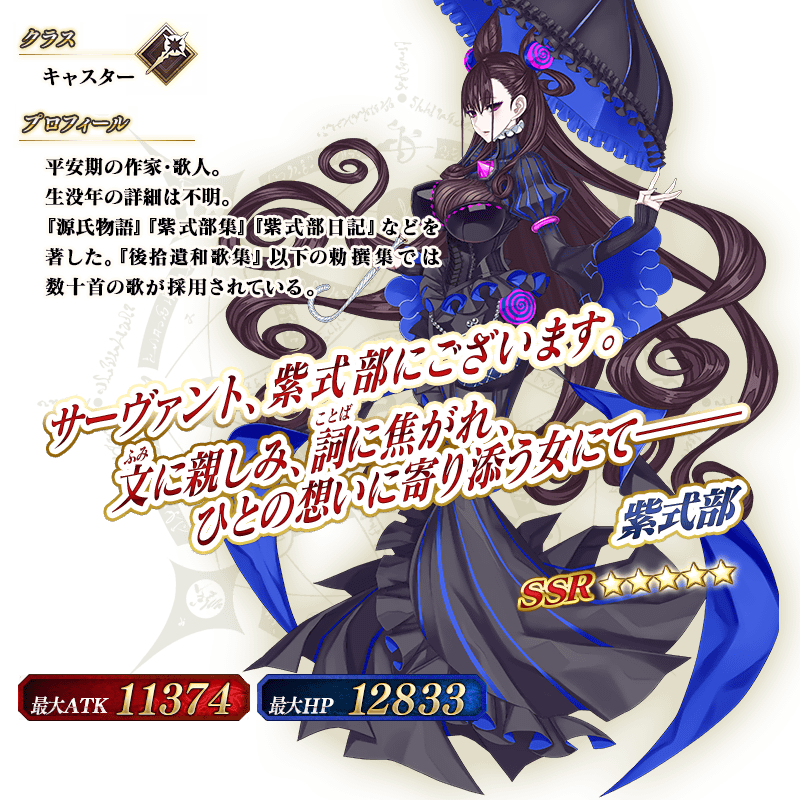 クラス
キャスター
プロフィール
平安期の作家・歌人。
生没年の詳細は不明。
『源氏物語』『紫式部集』『紫式部日記』などを
著した。『後拾遺和歌集』以下の勅撰集では
数十首の歌が採用されている。
サーヴァント、紫式部にございます。
文に親しみ、詞に焦がれ、
ふみ ことば
ひとの想いに寄り添う女にて――
紫式部
SSR ★★★★★
最大ATK 11374
最大HP 12833